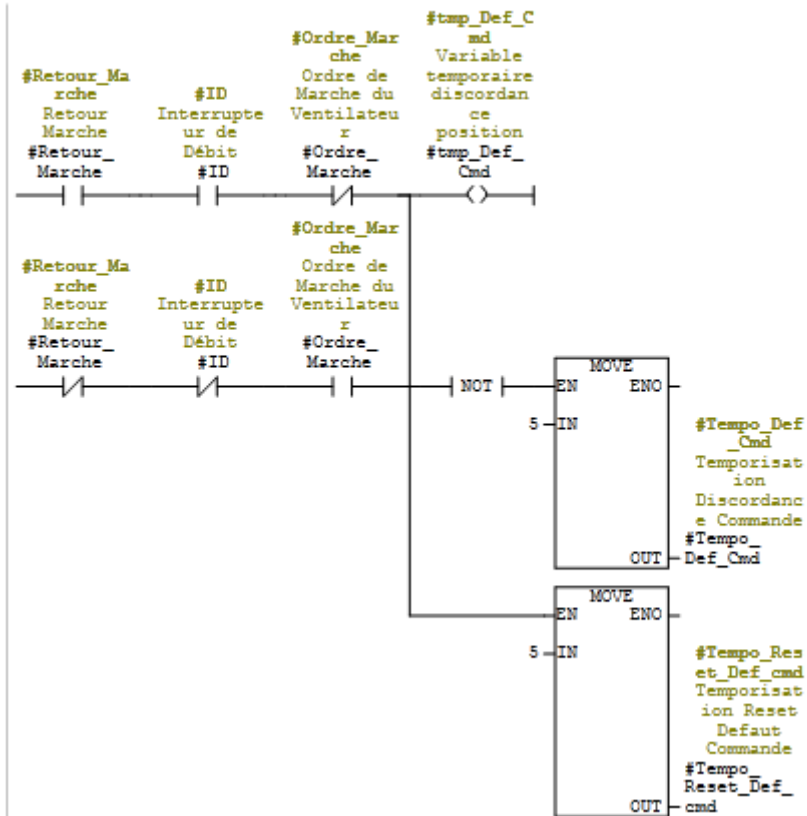 #Retour_Ma
rche
Retour
Marche
#Retour_
Marche
#ID
Interrupte
ur de
Débit
#ID
#Ordre_Mar
che
Ordre de
Marche du
Ventilateu
r
#Ordre_
Marche
#tmp_Def_C
md
Variable
temporaire
discordan
ce
position
#tmp_Def_
Cmd
#Retour_Ma
rche
Retour
Marche
#Retour_
Marche
#ID
Interrupte
ur de
Débit
#ID
#Ordre_Mar
che
Ordre de
Marche du
Ventilateu
r
#Ordre_
Marche
NOT
MOVE
EN ENO
5 IN
OUT
#Tempo_Def
_Cmd
Temporisat
ion
Discordanc
e Commande
#Tempo_
Def_Cmd
MOVE
EN ENO
5 IN
OUT
#Tempo_Res
et_Def_cmd
Temporisat
ion Reset
Defaut
Commande
#Tempo_
Reset_Def_
cmd